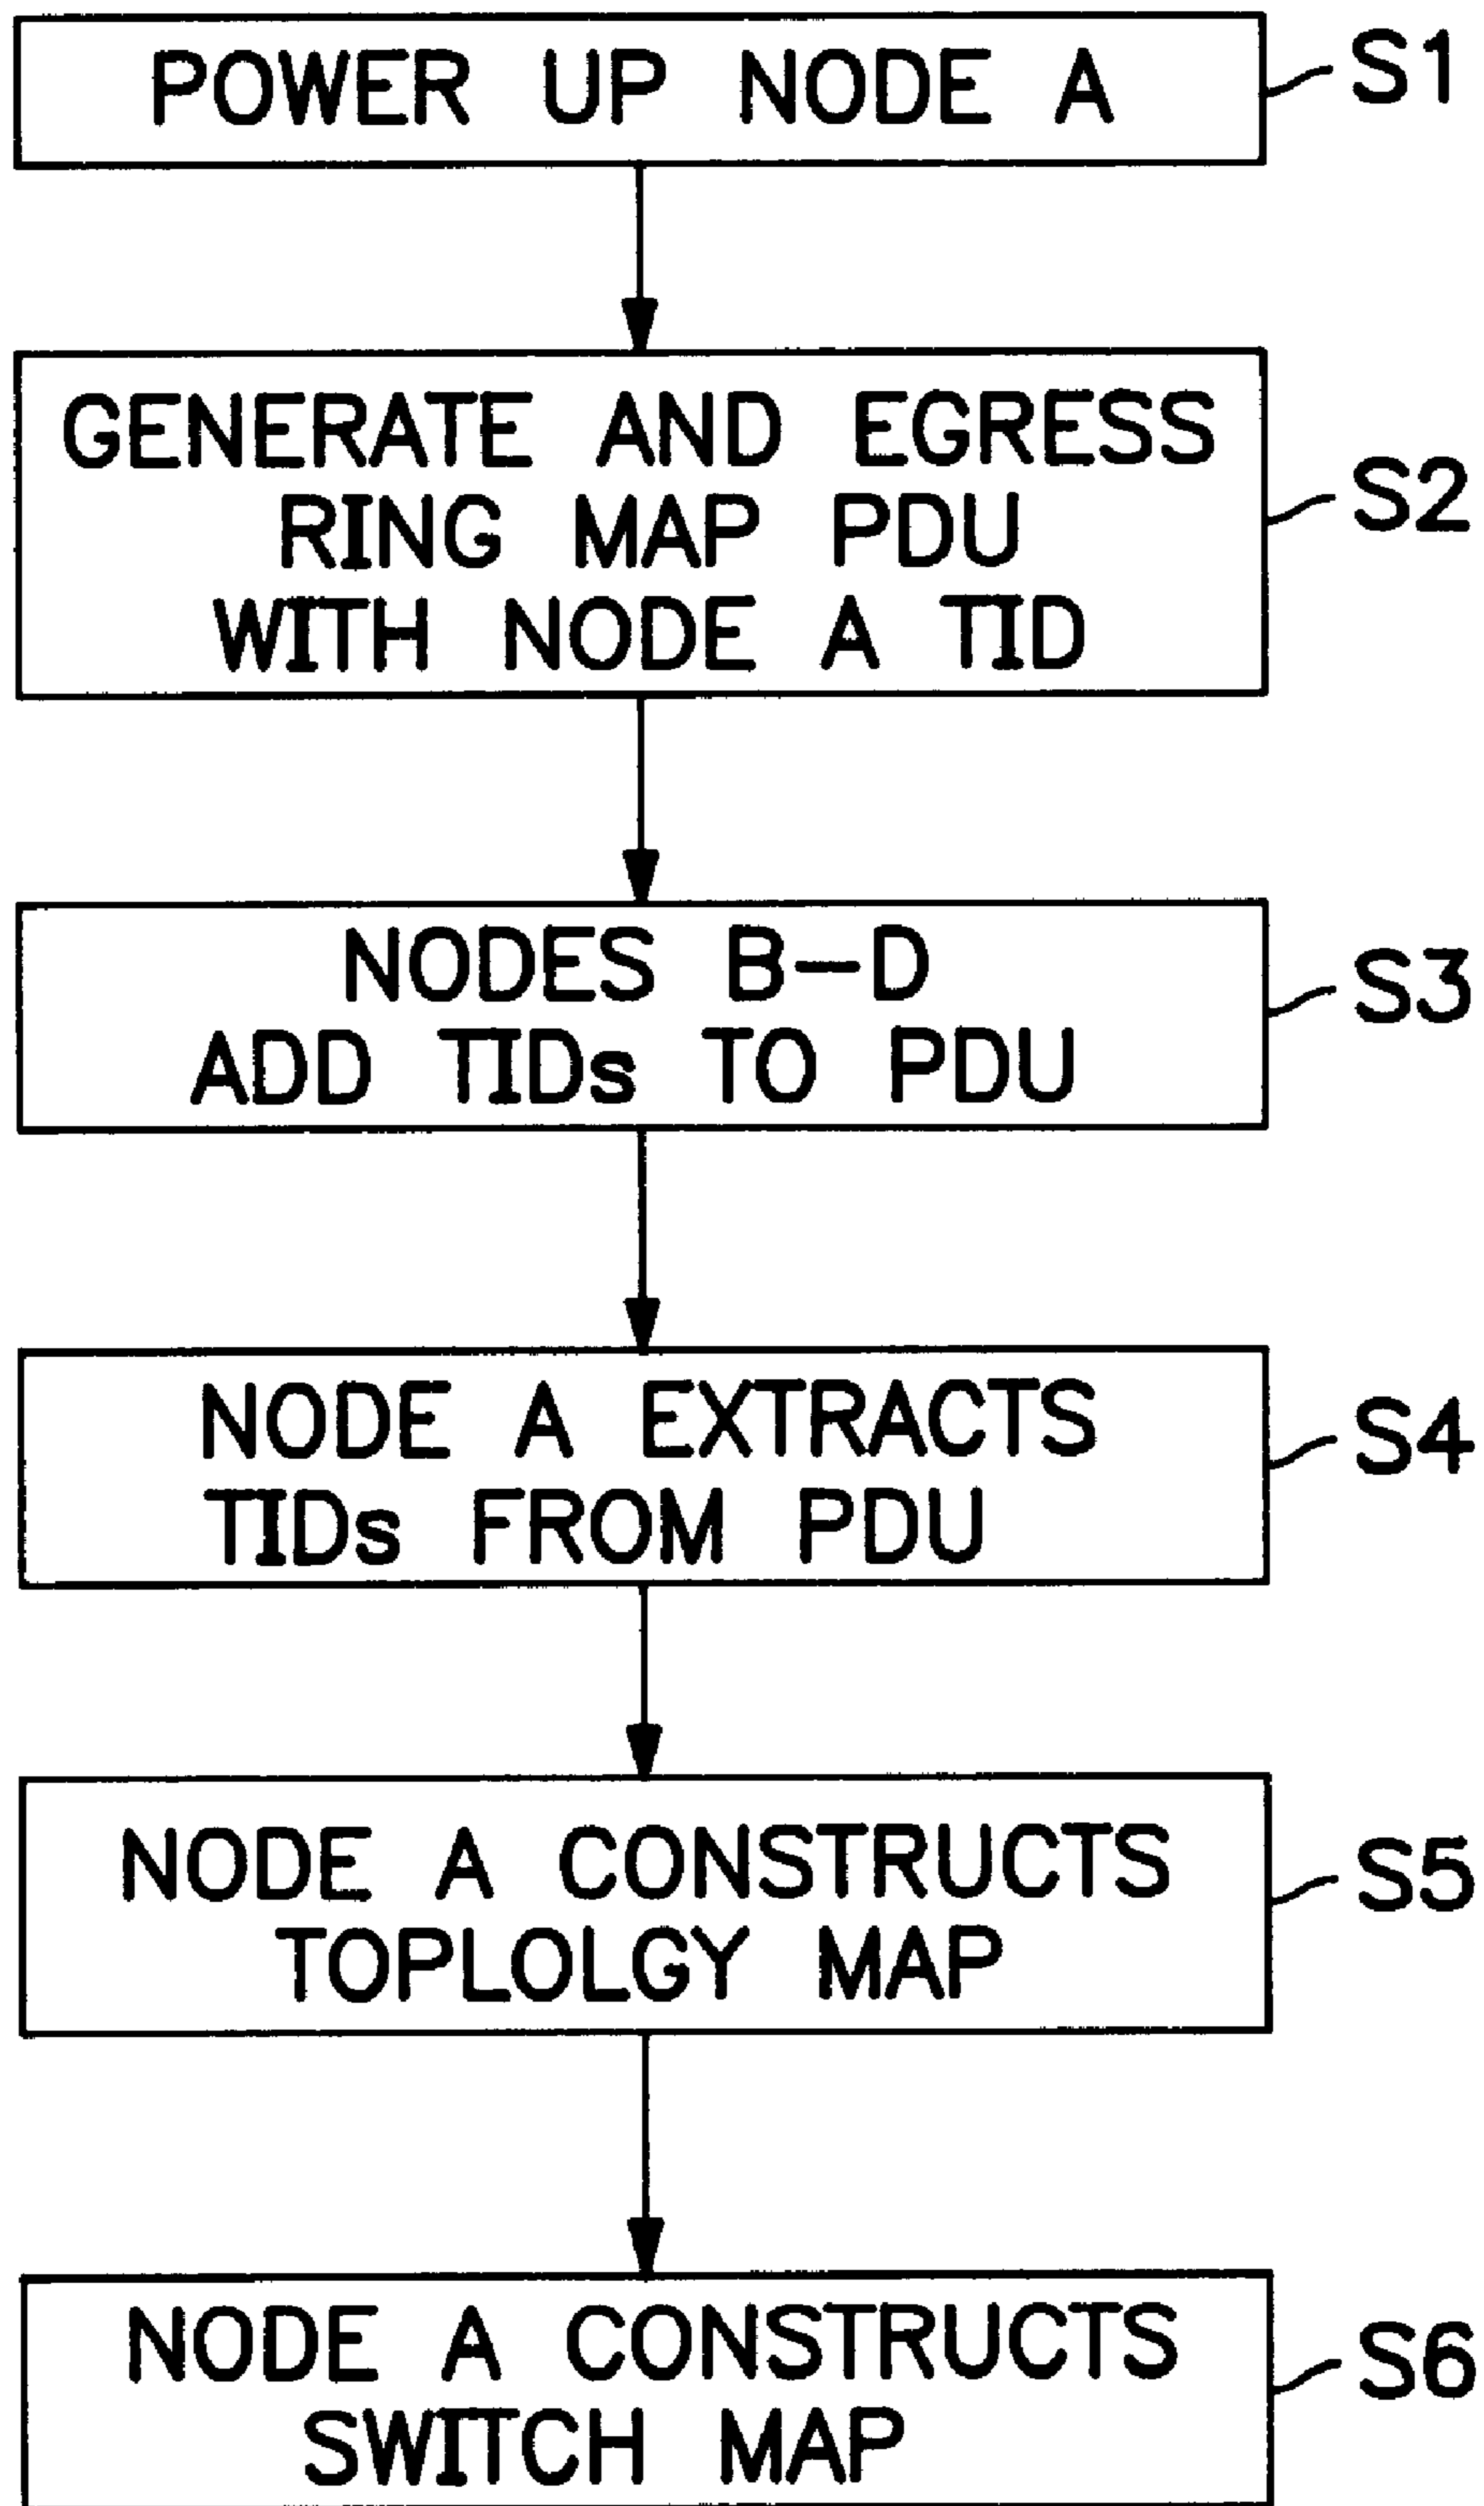 POWER UP NODE A
S1
GENERATE AND EGRESS
RING MAP PDU
WITH NODE A TID
S2
NODES B-D
ADD TIDs TO PDU
S3
NODE A EXTRACTS
TIDs FROM PDU
S4
NODE A CONSTRUCTS
TOPLOLGY MAP
S5
NODE A CONSTRUCTS
SWITCH MAP
S6